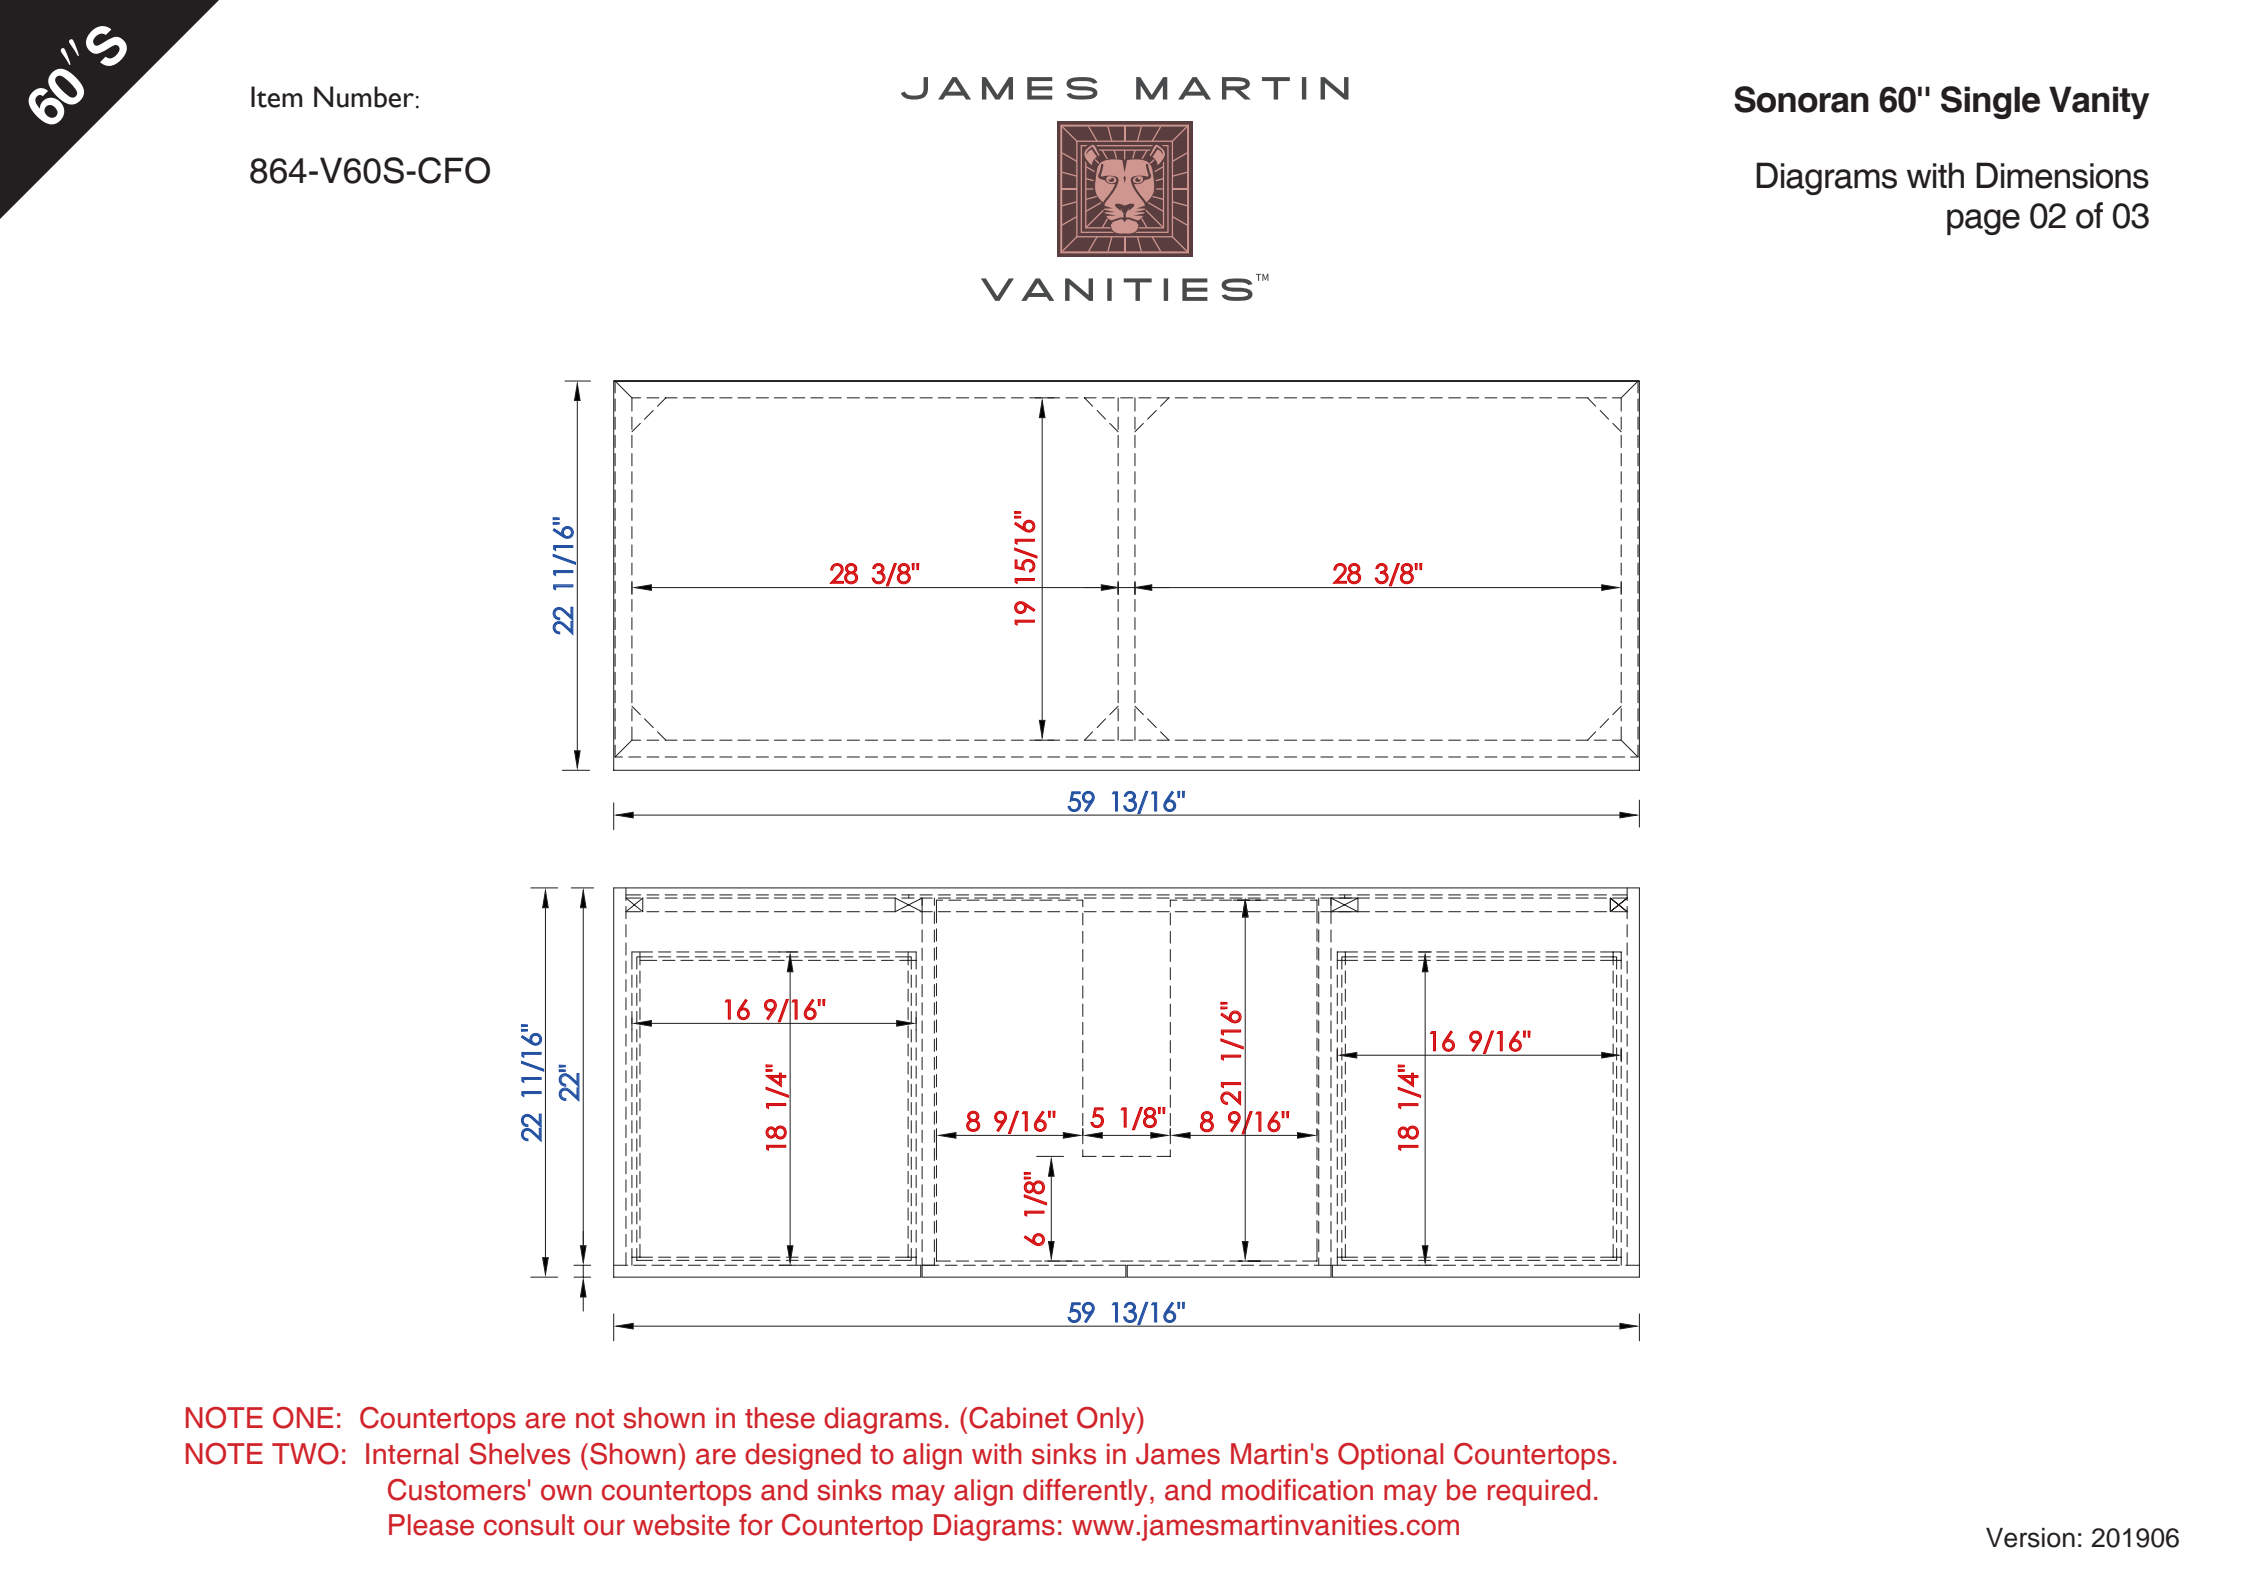 60"S
Item Number:
864-V60S-CFO
JAMES MARTIN
VANITIES™
Sonoran 60" Single Vanity
Diagrams with Dimensions
page 02 of 03
22 11/16"
28 3/8"
19 15/16"
28 3/8"
59 13/16"
22 11/16"
22"
16 9/16"
18 1/4"
8 9/16"
5 1/8"
8 9/16"
21 1/16"
6 1/8"
16 9/16"
18 1/4"
59 13/16"
NOTE ONE: Countertops are not shown in these diagrams. (Cabinet Only)
NOTE TWO: Internal Shelves (Shown) are designed to align with sinks in James Martin's Optional Countertops.
Customers' own countertops and sinks may align differently, and modification may be required.
Please consult our website for Countertop Diagrams: www.jamesmartinvanities.com
Version: 201906